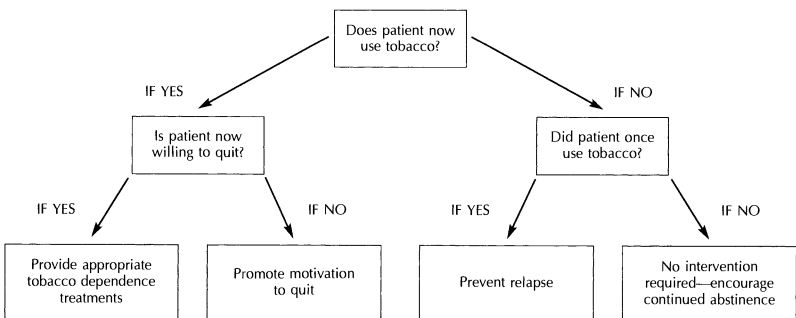 Does patient now
use tobacco?
IF YES
IF NO
Is patient now
willing to quit?
Did patient once
use tobacco?
IF YES
IF NO
IF YES
IF NO
Provide appropriate
tobacco dependence
treatments
Promote motivation
to quit
Prevent relapse
No intervention
required—encourage
continued abstinence